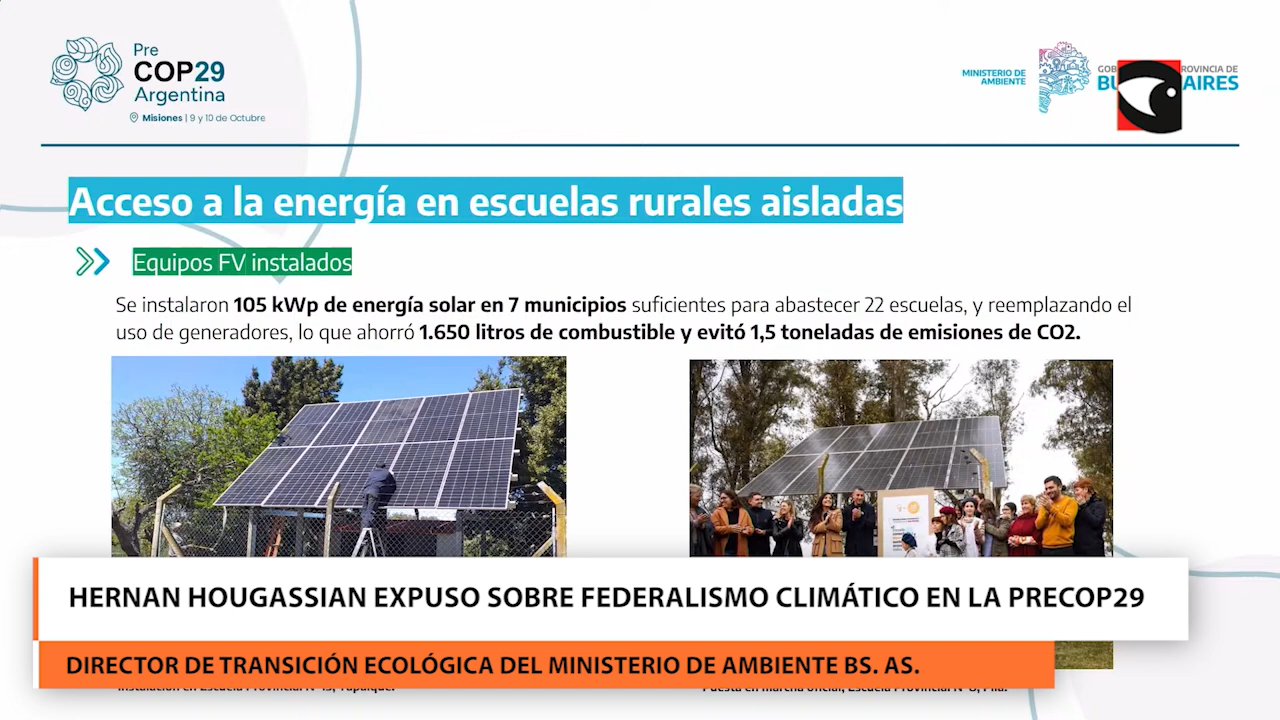 Pre
COP29
Argentina
Misiones | 9 y 10 de Octubre
MINISTERIO DE
AMBIENTE
PROVINCIA DE
AIRES
Acceso a la energía en escuelas rurales aisladas
Equipos FV instalados
Se instalaron 105 kWp de energía solar en 7 municipios suficientes para abastecer 22 escuelas, y reemplazando el
uso de generadores, lo que ahorró 1.650 litros de combustible y evitó 1,5 toneladas de emisiones de CO2.
HERNAN HOUGASSIAN EXPUSO SOBRE FEDERALISMO CLIMÁTICO EN LA PRECOP29
DIRECTOR DE TRANSICIÓN ECOLÓGICA DEL MINISTERIO DE AMBIENTE BS. AS.